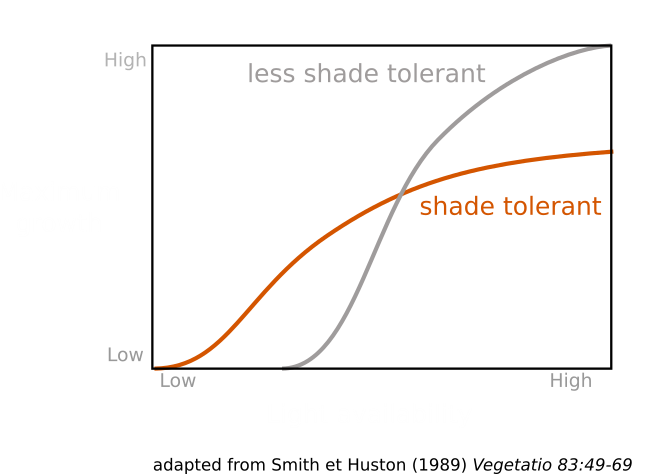 High
less shade tolerant
shade tolerant
Low
Low
High
adapted from Smith et Huston (1989) Vegetatio 83:49-69